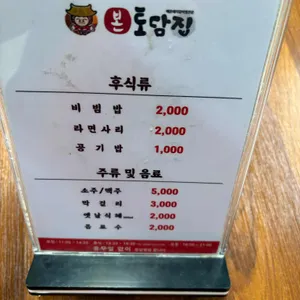 본토담집
후식류
비빔밥 2,000
라면사리 2,000
공기밥 1,000
주류 및 음료
소주/맥주 5,000
막걸리 3,000
옛날식혜 2,000
음료수 2,000